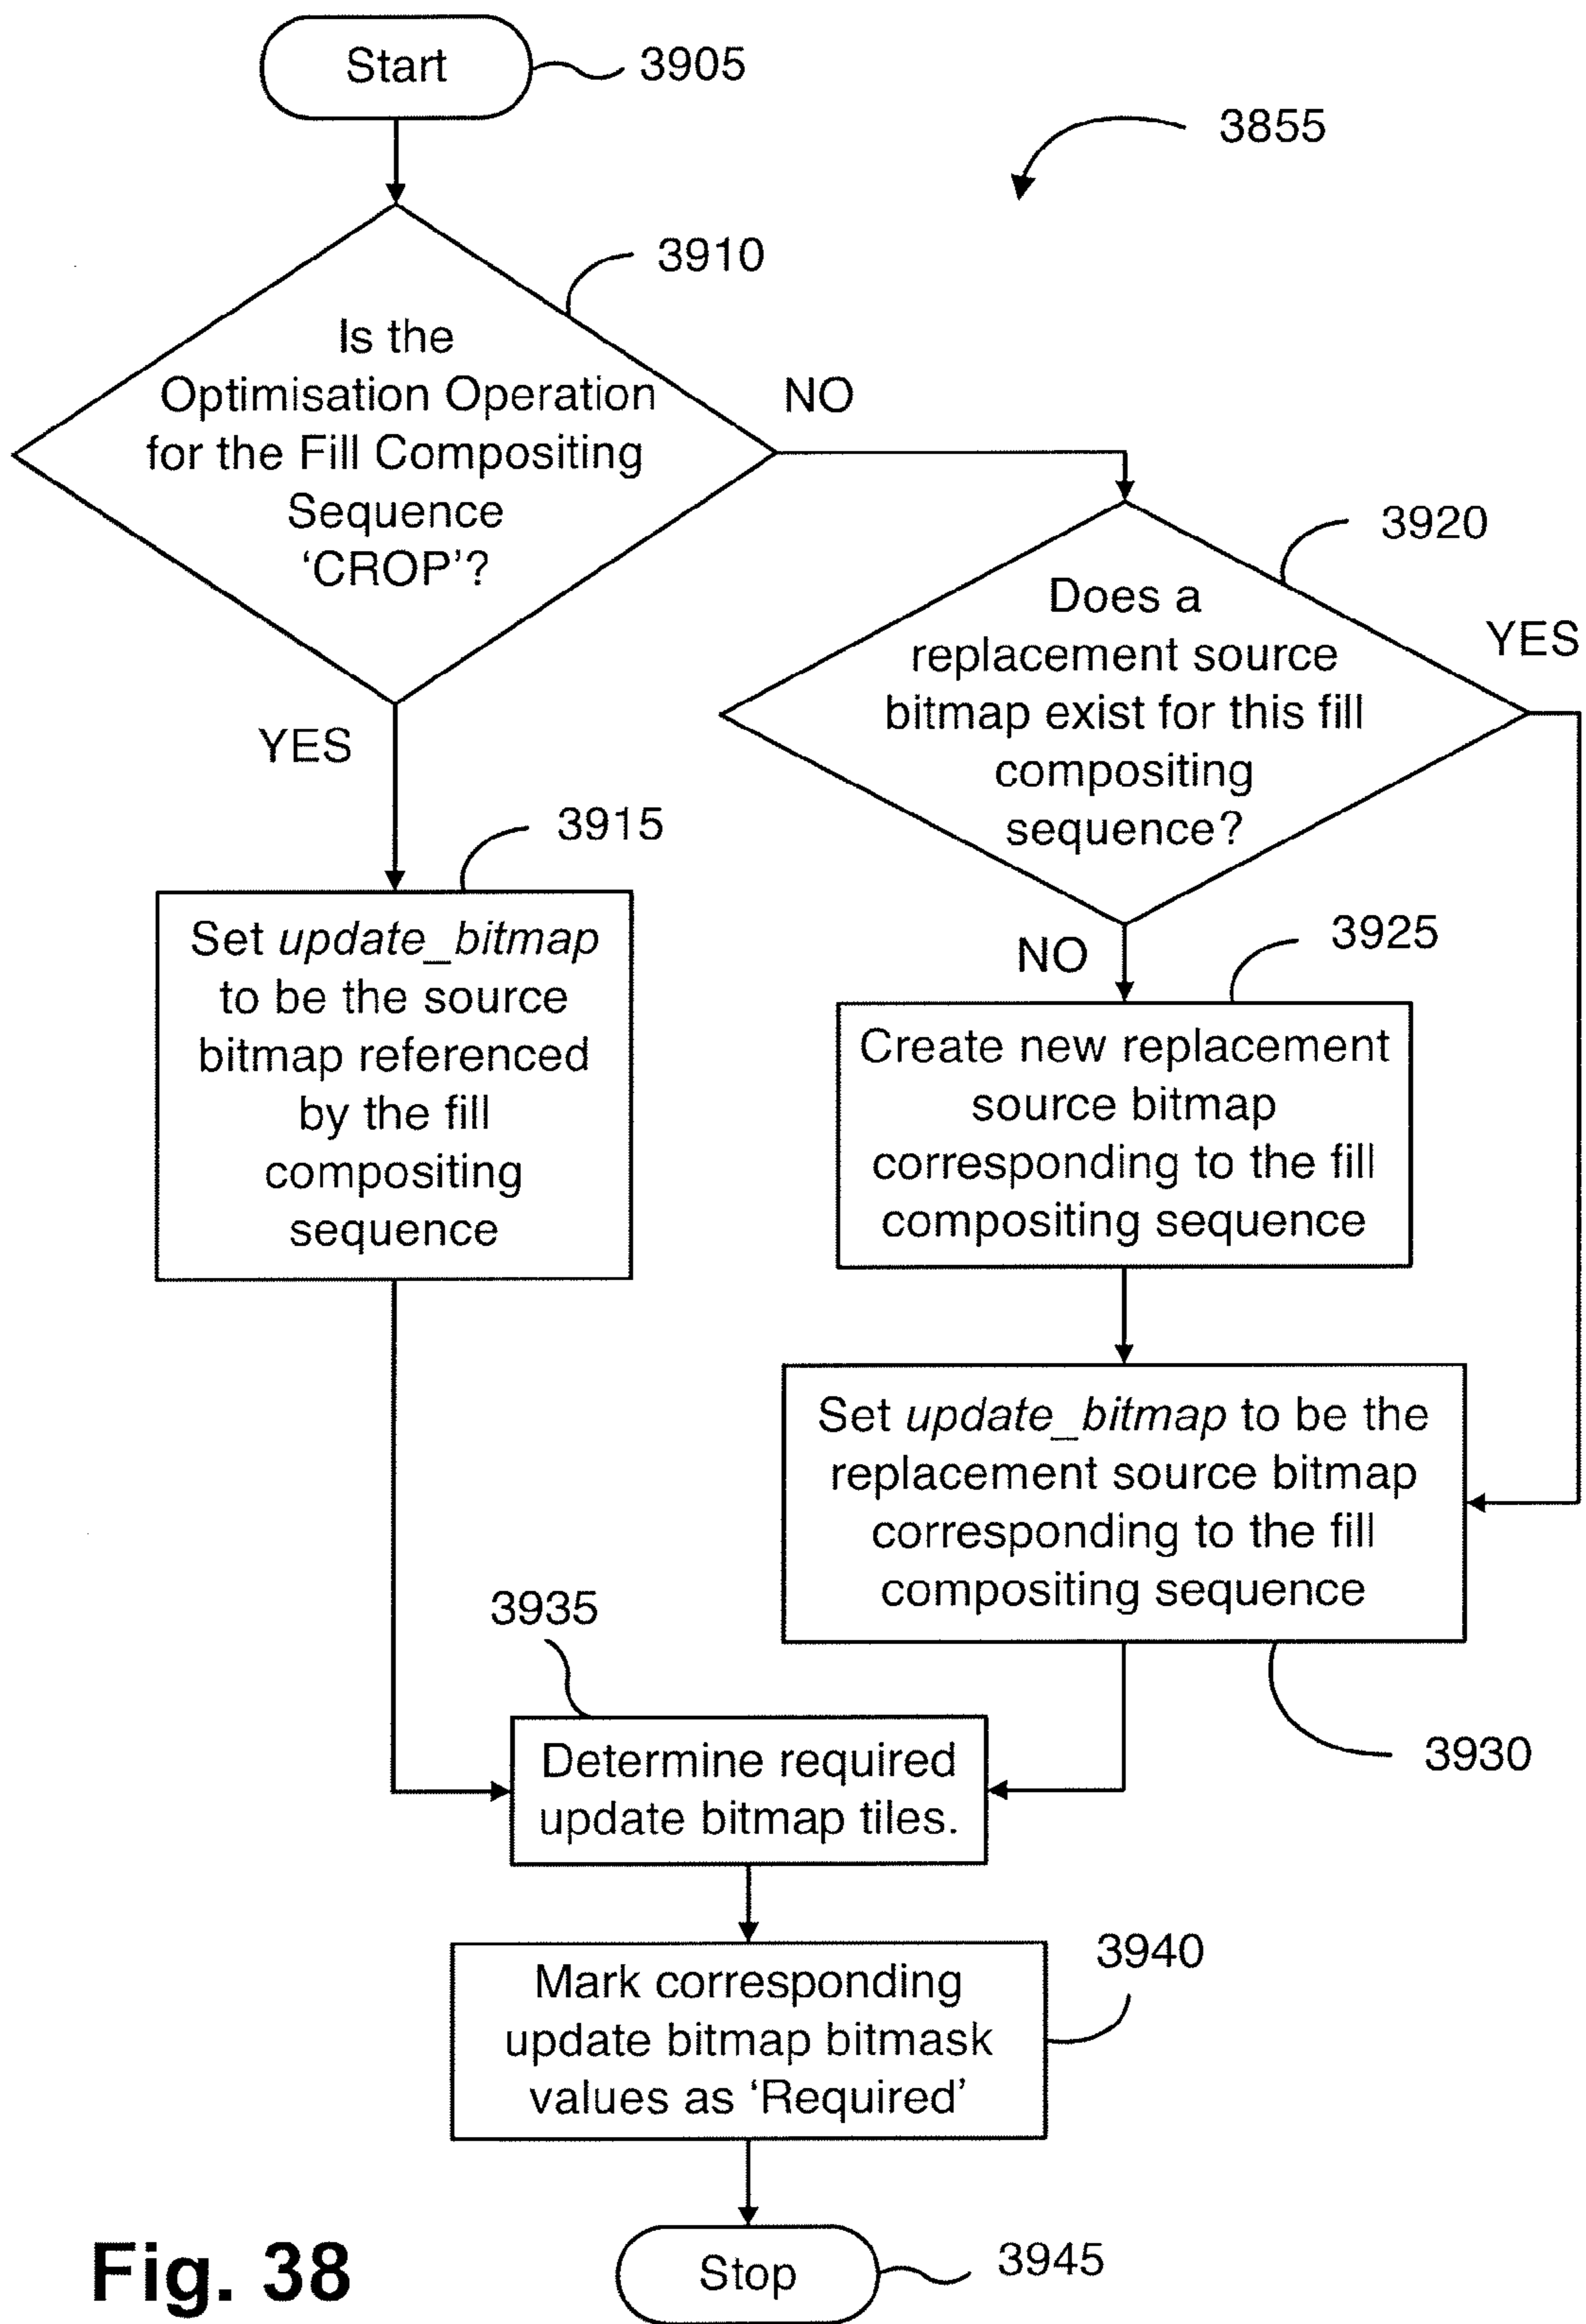 Start
3905
3855
3910
Is the
Optimisation Operation
for the Fill Compositing
Sequence
‘CROP’?
NO
YES
3920
Does a
replacement source
bitmap exist for this fill
compositing
sequence?
YES
NO
3915
Set update_bitmap
to be the source
bitmap referenced
by the fill
compositing
sequence
3925
Create new replacement
source bitmap
corresponding to the fill
compositing sequence
Set update_bitmap to be the
replacement source bitmap
corresponding to the fill
compositing sequence
3930
3935
Determine required
update bitmap tiles.
3940
Mark corresponding
update bitmap bitmask
values as ‘Required’
Stop
3945
Fig. 38